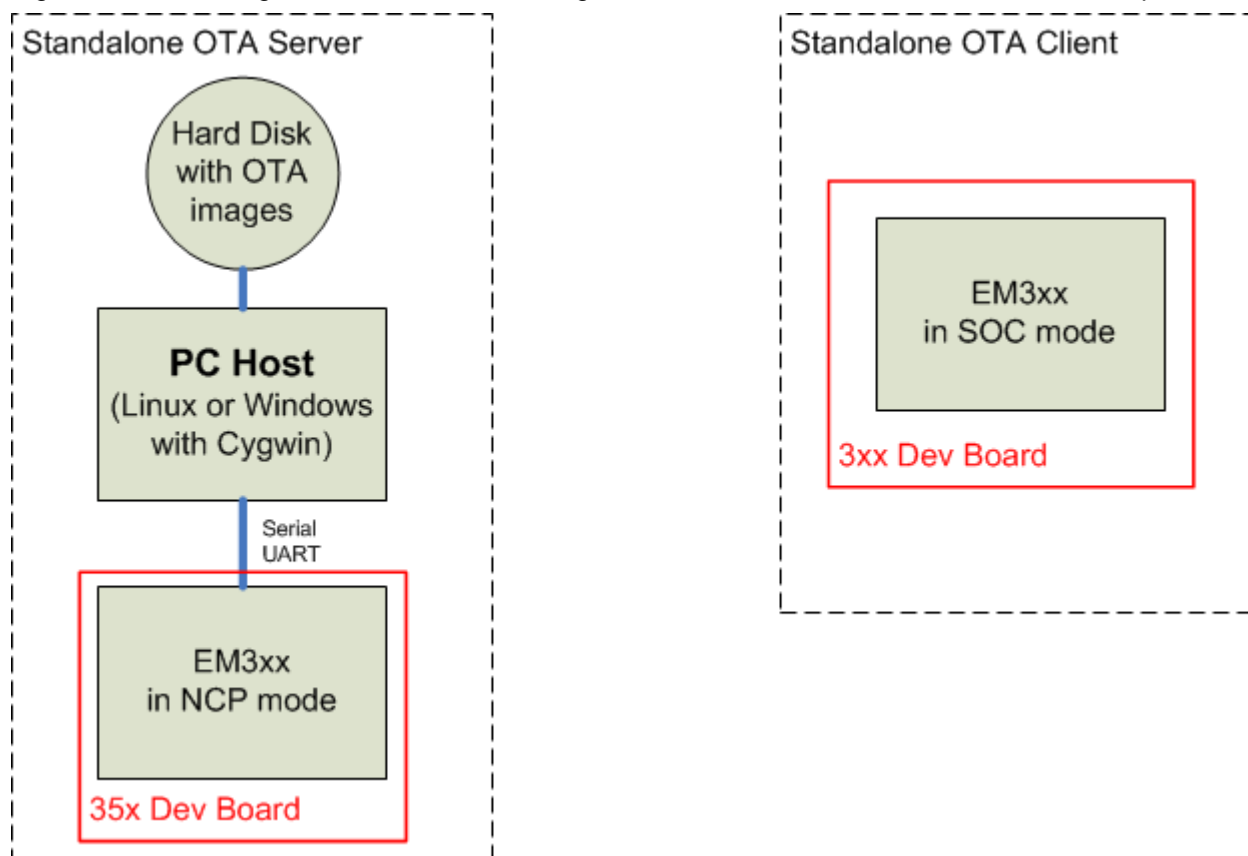 Standalone OTA Server
Hard Disk
with OTA
images
PC Host
(Linux or Windows
with Cygwin)
Serial
UART
EM3xx
in NCP mode
35x Dev Board
Standalone OTA Client
EM3xx
in SOC mode
3xx Dev Board